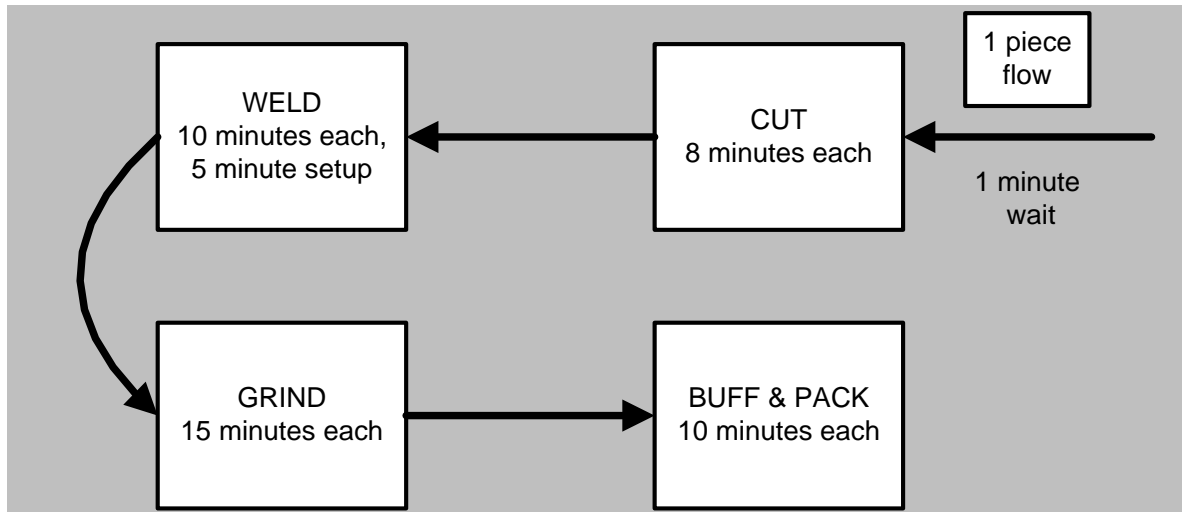 1 piece
flow
WELD
10 minutes each,
5 minute setup
CUT
8 minutes each
1 minute
wait
GRIND
15 minutes each
BUFF & PACK
10 minutes each